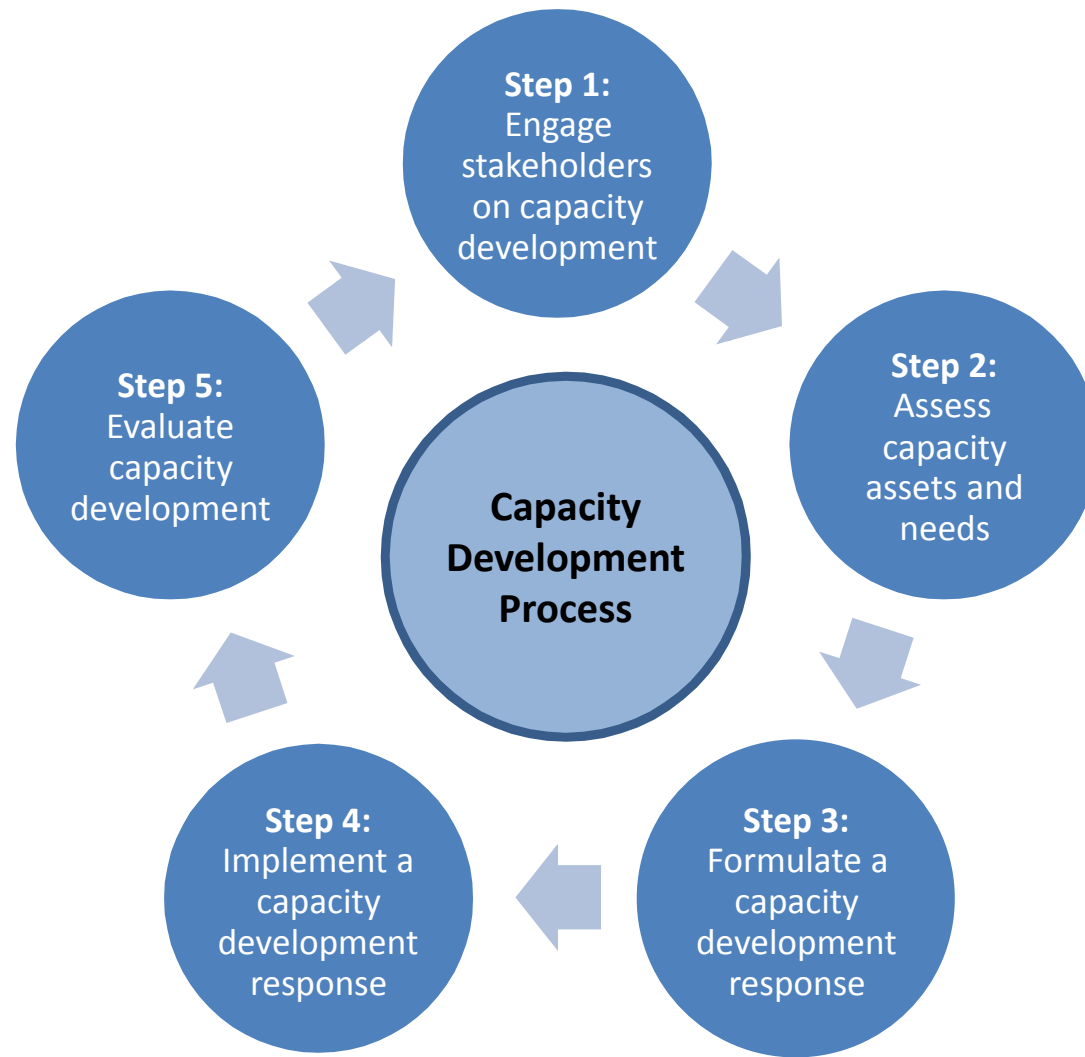 Step 1:
Engage
stakeholders
on capacity
development
Step 2:
Assess
capacity
assets and
needs
Step 3:
Formulate a
capacity
development
response
Step 4:
Implement a
capacity
development
response
Step 5:
Evaluate
capacity
development
Capacity
Development
Process